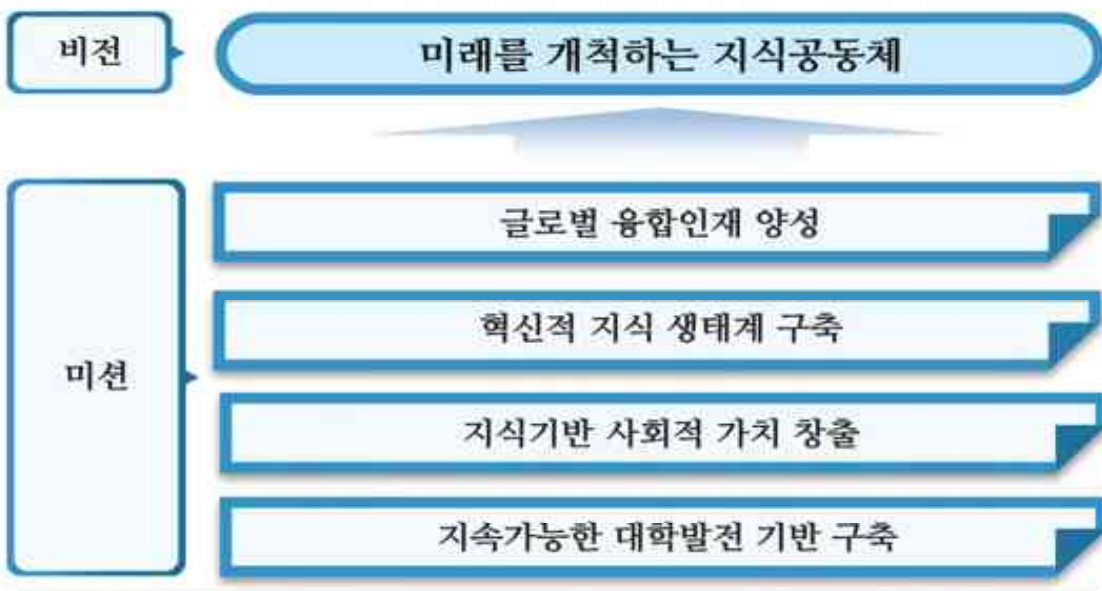 비전
미래를 개척하는 지식공동체
미션
글로벌 융합인재 양성
혁신적 지식 생태계 구축
지식기반 사회적 가치 창출
지속가능한 대학발전 기반 구축